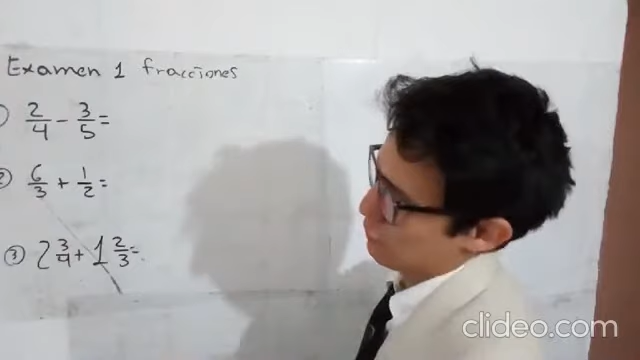 Examen 1 fracciones
2/4 - 3/5 =
② 6/3 + 1/2 =
③ 2 3/4 + 1 2/3 =
clideo.com